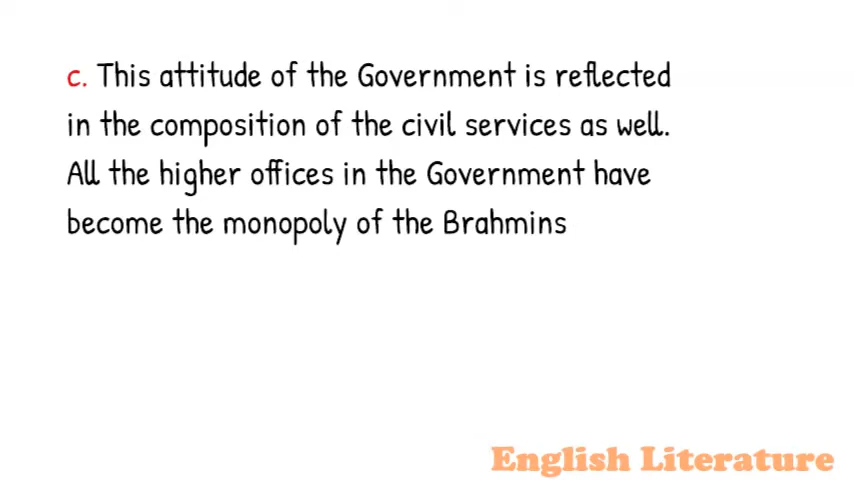 c. This attitude of the Government is reflected
in the composition of the civil services as well.
All the higher offices in the Government have
become the monopoly of the Brahmins
English Literature